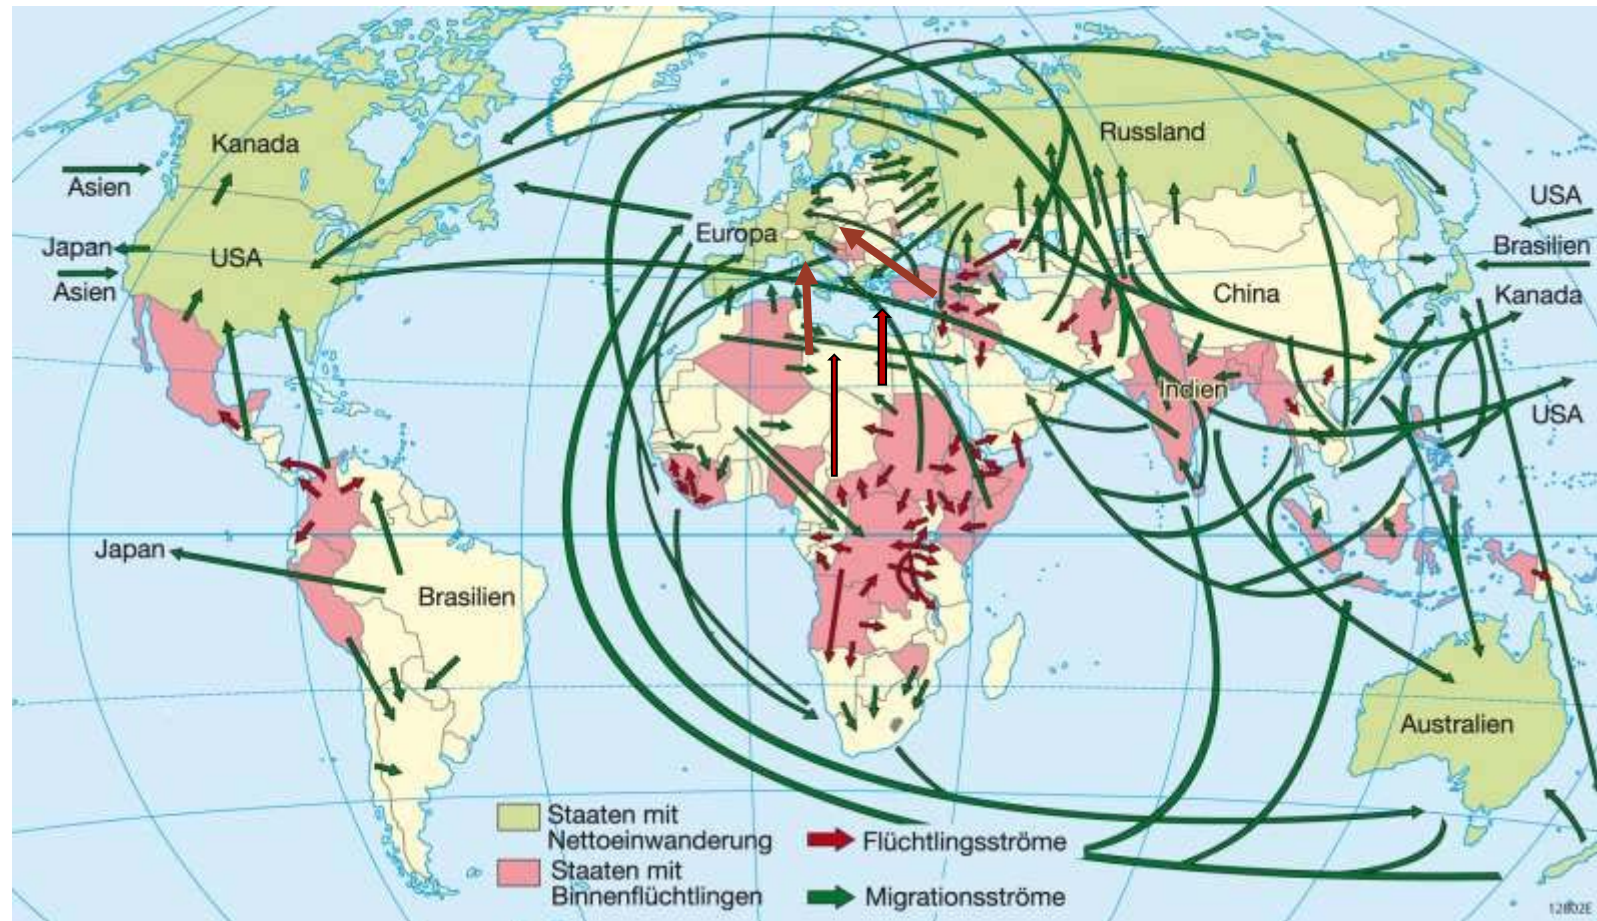 Kanada
Russland
Asien
USA
Japan
USA
Europa
Brasilien
Asien
China
Kanada
Indien
USA
Japan
Brasilien
Australien
Staaten mit
Nettoeinwanderung
Flüchtlingsströme
Staaten mit
Binnenflüchtlingen
Migrationsströme